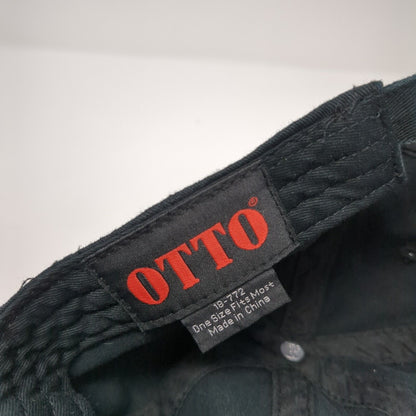 OTTO®
18-772
One Size Fits Most
Made in China